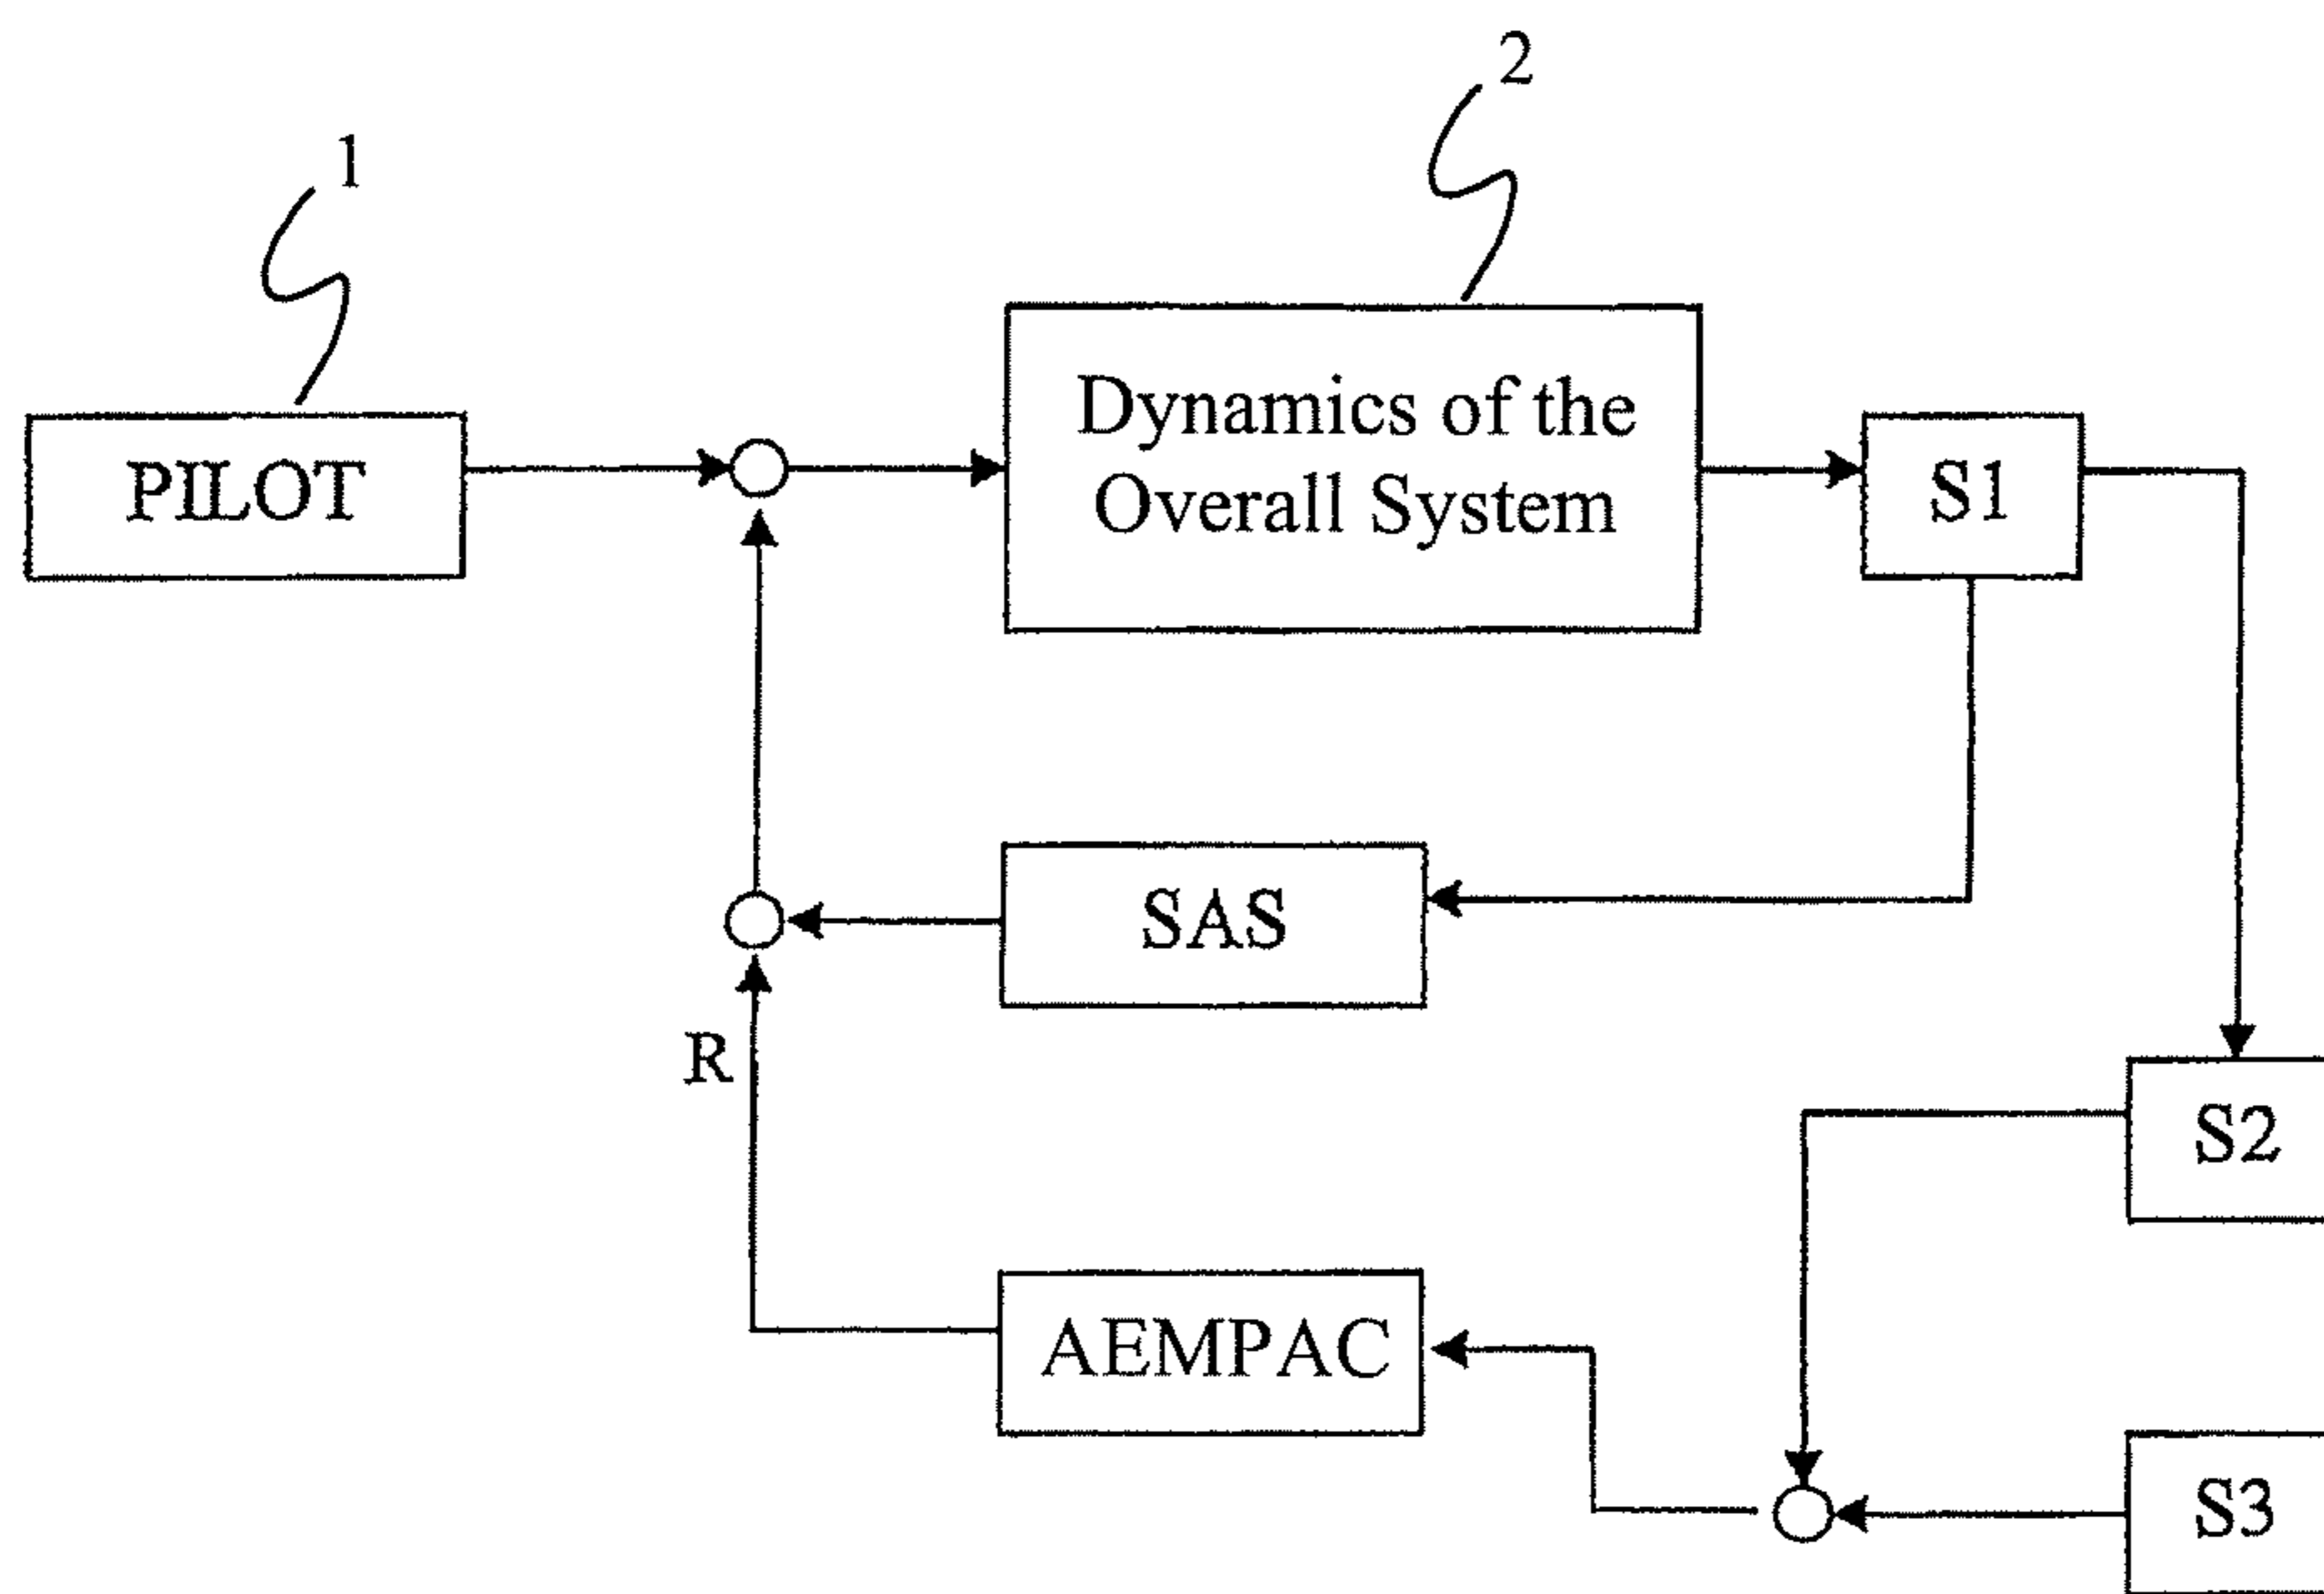 2
1
Dynamics of the
Overall System
PILOT
S1
SAS
R
S2
AEMPAC
S3